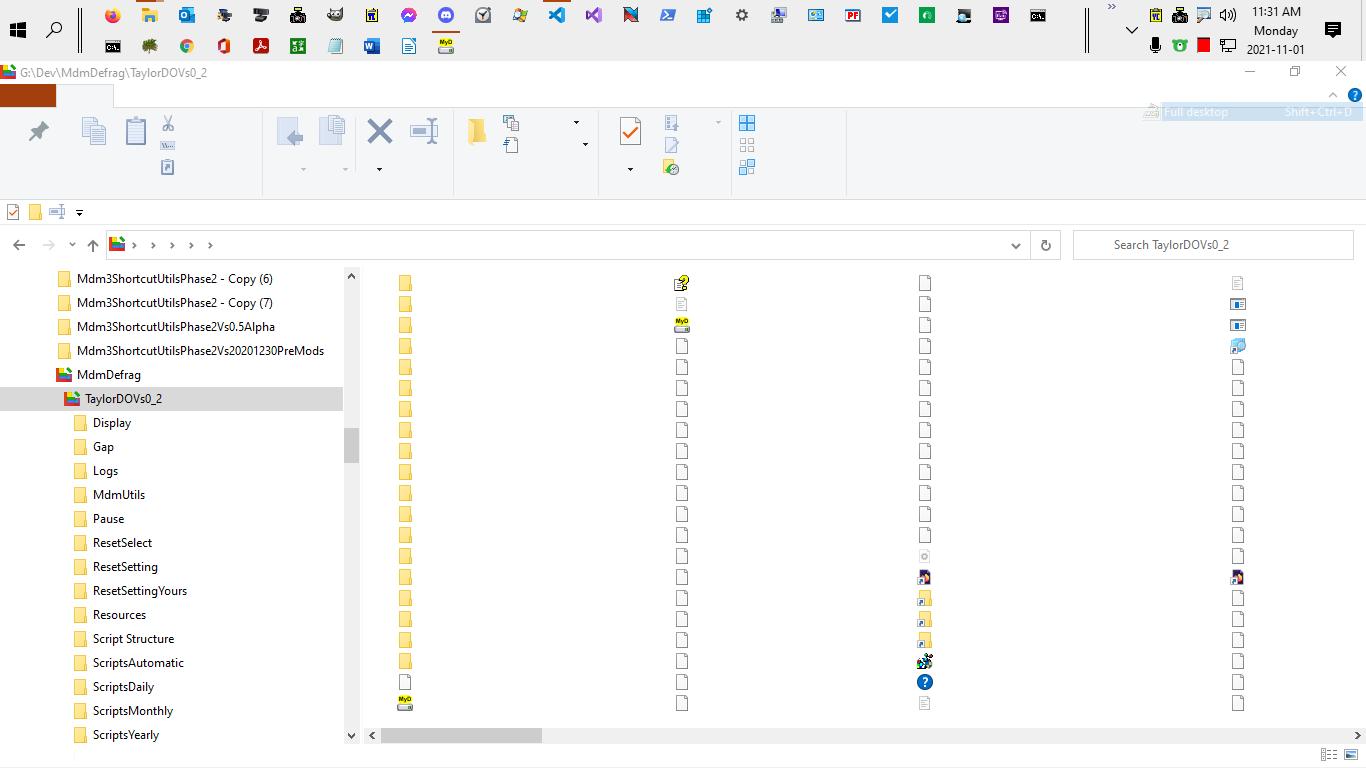 11:31 AM
Monday
2021-11-01
G:\Dev\MdmDefrag\TaylorDOVs0_2
Full desktop Shift+Ctrl+D
Search TaylorDOVs0_2
Mdm3ShortcutUtilsPhase2 - Copy (6)
Mdm3ShortcutUtilsPhase2 - Copy (7)
Mdm3ShortcutUtilsPhase2Vs0.5Alpha
Mdm3ShortcutUtilsPhase2Vs20201230PreMods
MdmDefrag
TaylorDOVs0_2
Display
Gap
Logs
MdmUtils
Pause
ResetSelect
ResetSetting
ResetSettingYours
Resources
Script Structure
ScriptsAutomatic
ScriptsDaily
ScriptsMonthly
ScriptsYearly